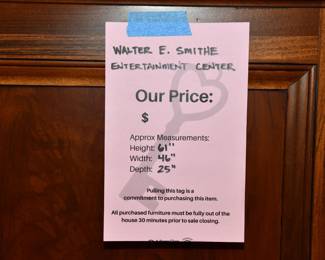 WALTER E. SMITHE
ENTERTAINMENT CENTER
Our Price:
$
Approx Measurements:
Height: 61"
Width: 46"
Depth: 25"
Pulling this tag is a
commitment to purchasing this item.
All purchased furniture must be fully out of the
house 30 minutes prior to sale closing.